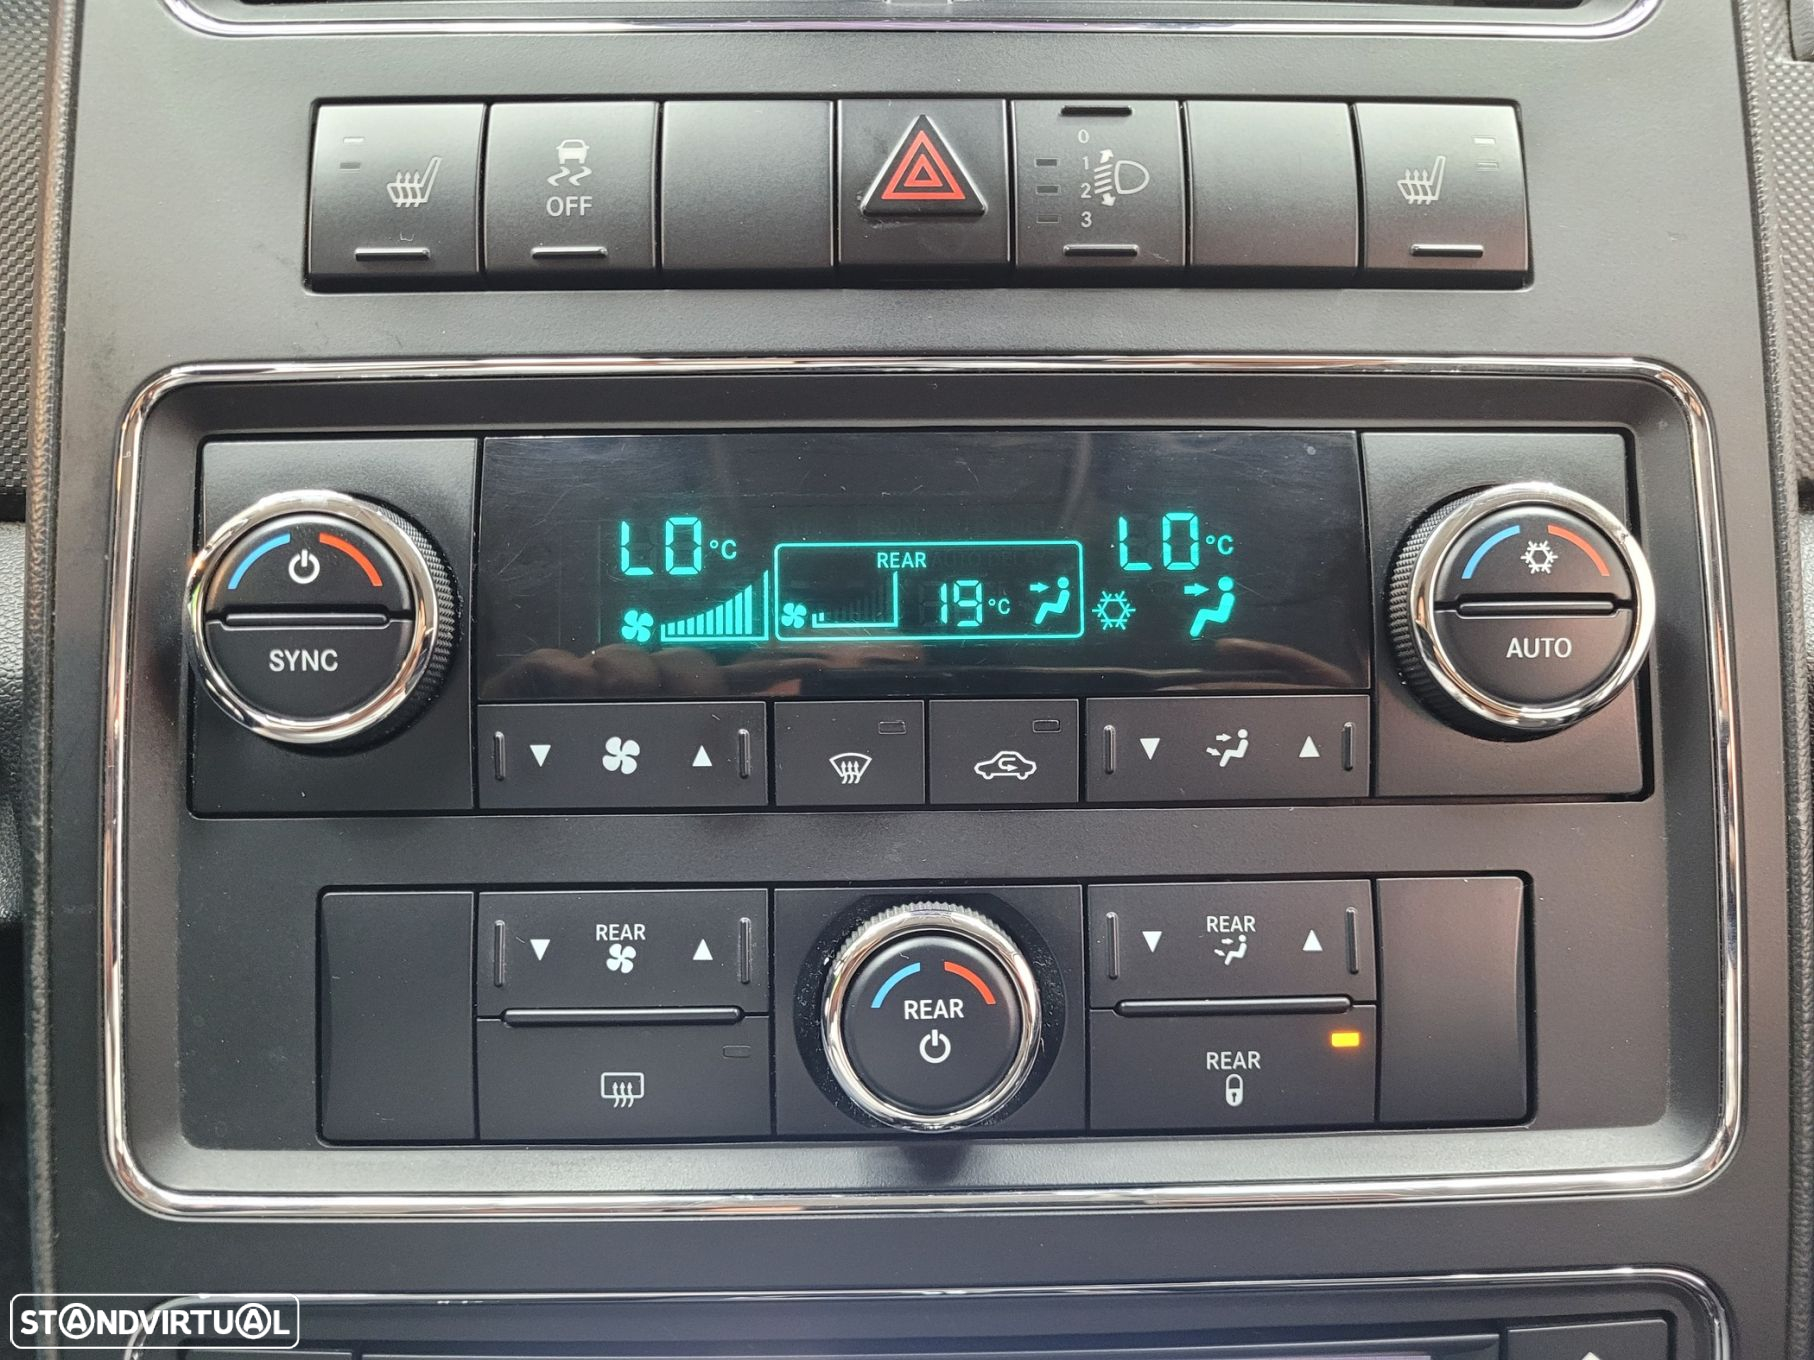 OFF
0
1
2
3
LO °C
REAR
LO °C
19 °C
SYNC
AUTO
REAR
REAR
REAR
REAR
STANDVIRTUAL